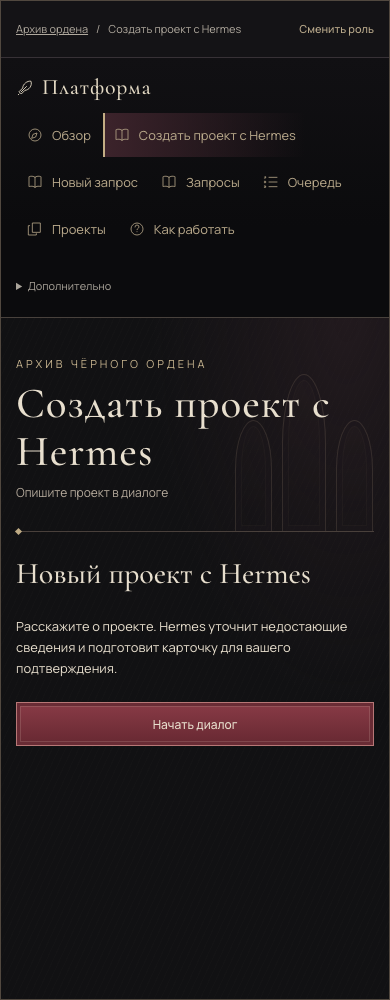 Архив ордена / Создать проект с Hermes Сменить роль
Платформа
Обзор Создать проект с Hermes
Новый запрос Запросы Очередь
Проекты Как работать
Дополнительно
АРХИВ ЧЁРНОГО ОРДЕНА
Создать проект с
Hermes
Опишите проект в диалоге
Новый проект с Hermes
Расскажите о проекте. Hermes уточнит недостающие
сведения и подготовит карточку для вашего
подтверждения.
Начать диалог